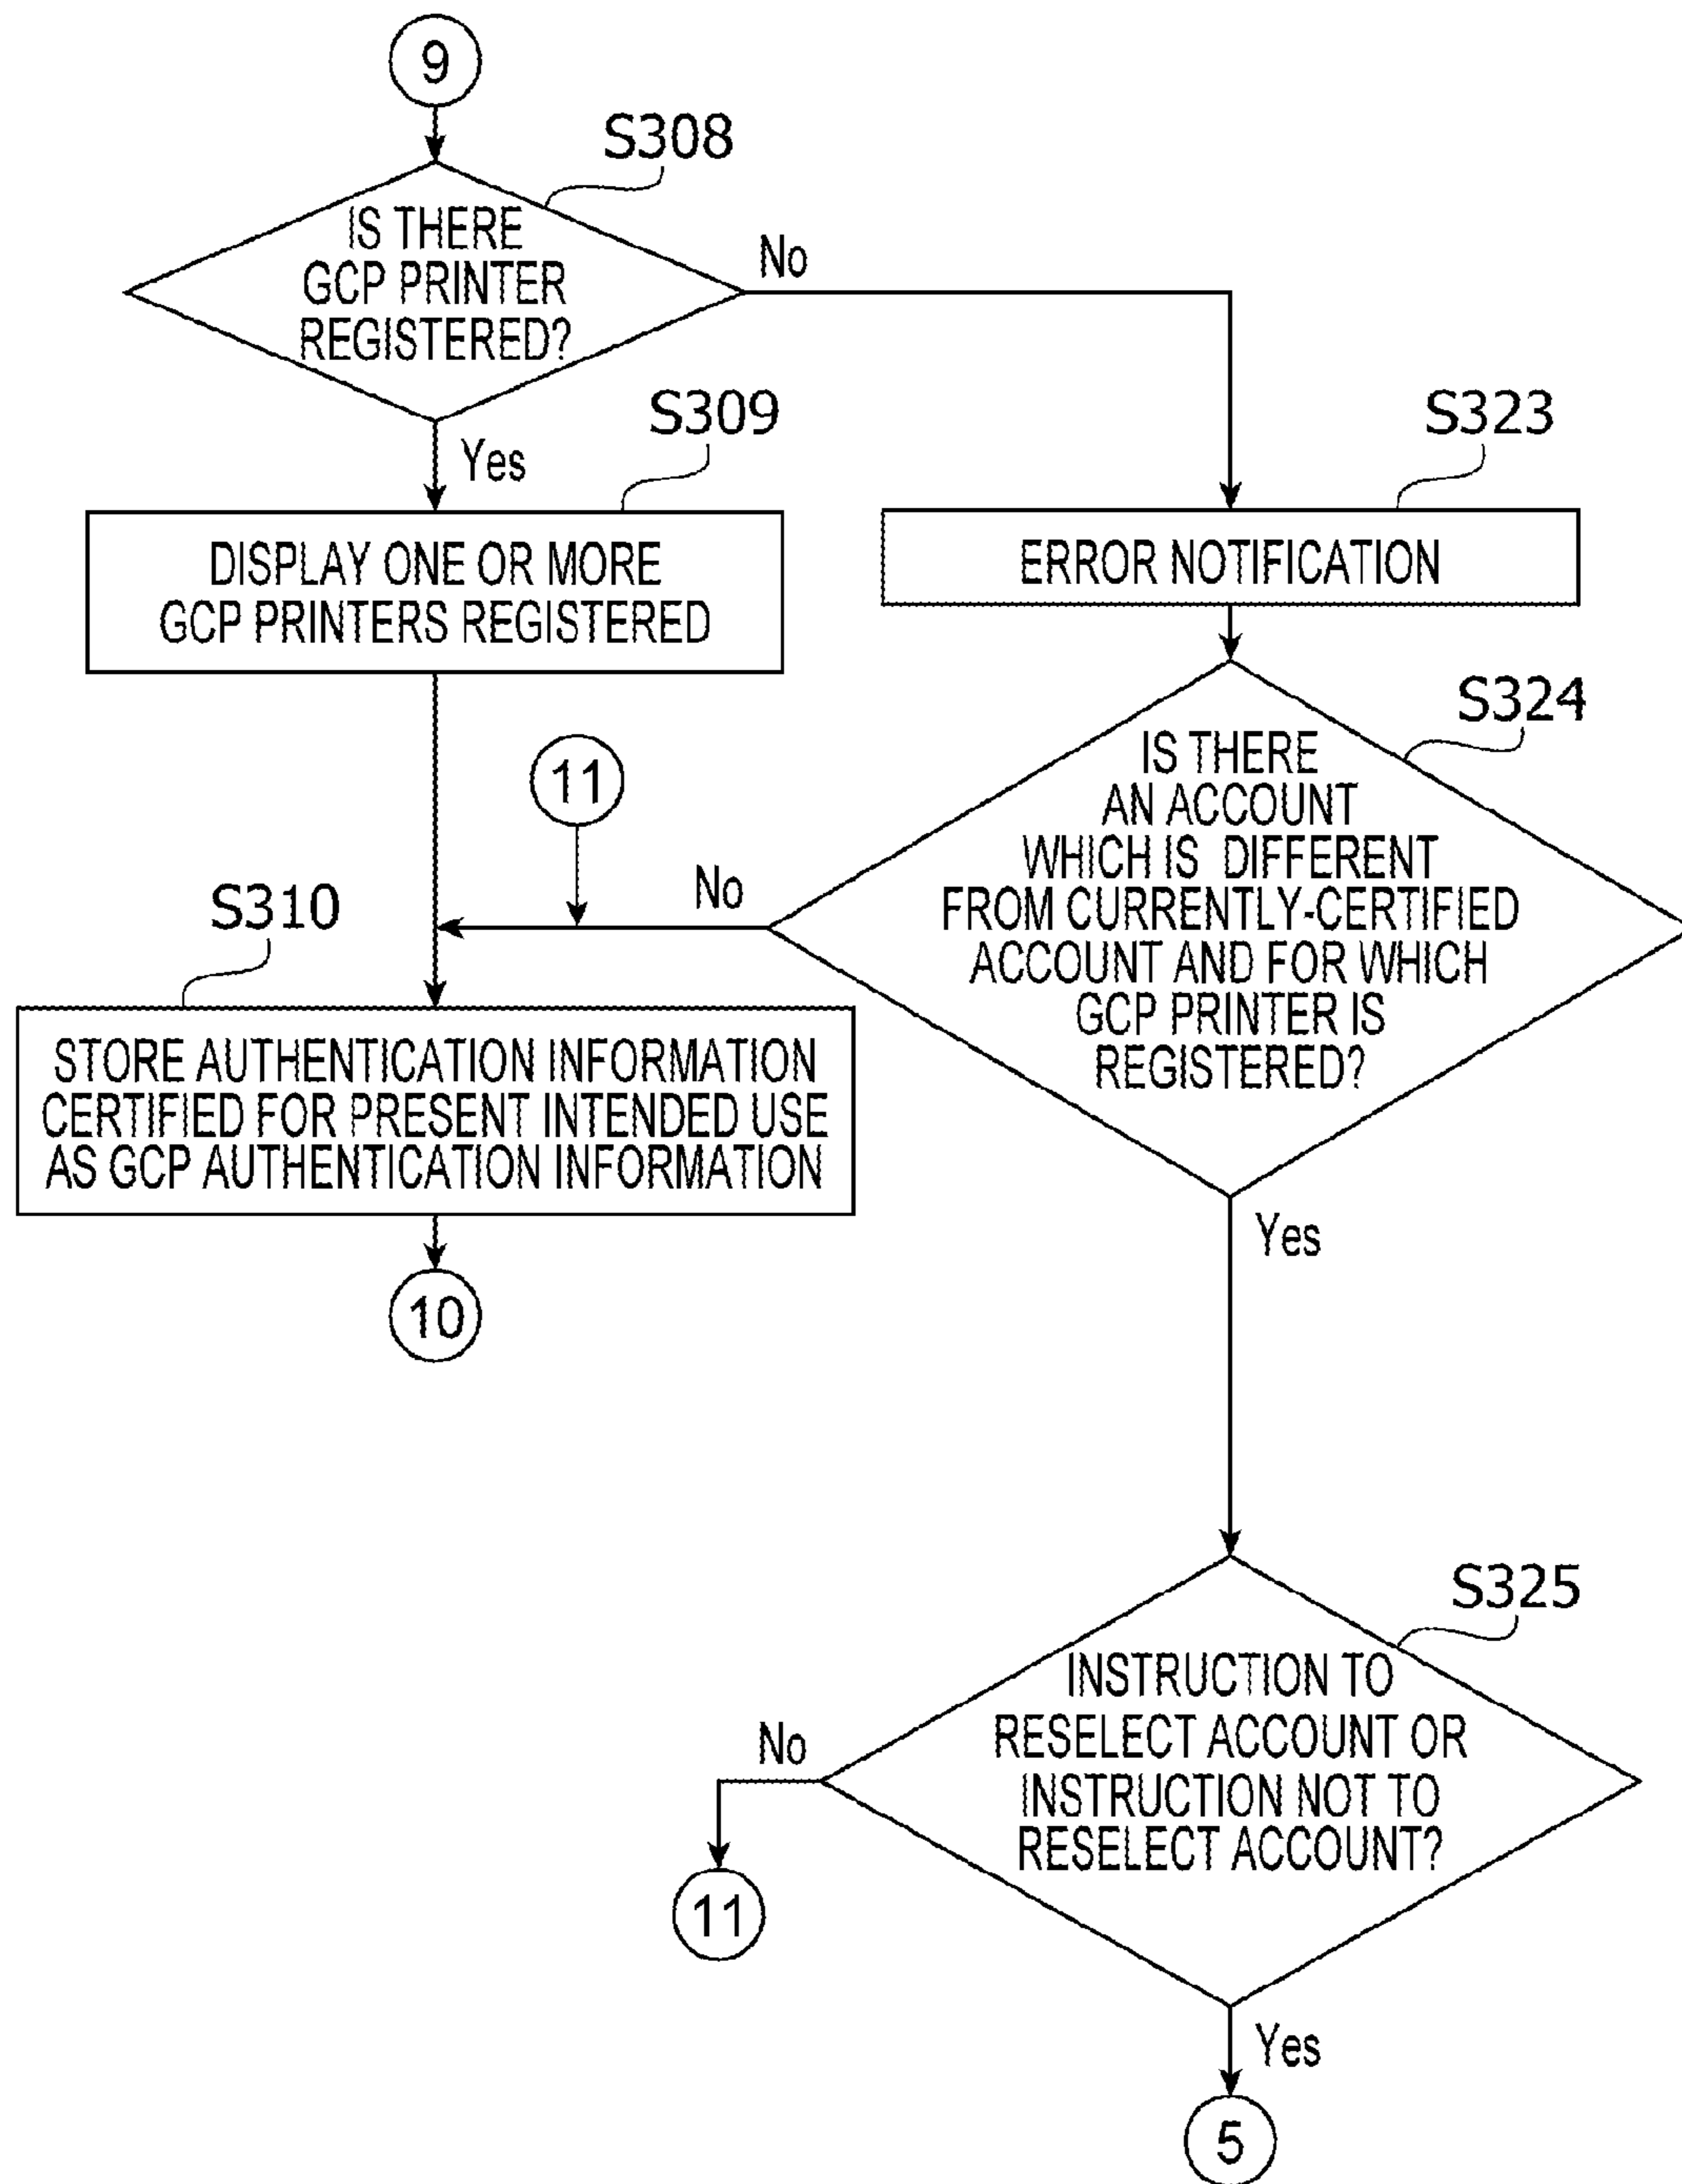 9
S308
IS THERE
GCP PRINTER
REGISTERED?
No
Yes
S309
DISPLAY ONE OR MORE
GCP PRINTERS REGISTERED
S323
ERROR NOTIFICATION
S324
IS THERE
AN ACCOUNT
WHICH IS DIFFERENT
FROM CURRENTLY-CERTIFIED
ACCOUNT AND FOR WHICH
GCP PRINTER IS
REGISTERED?
No
Yes
11
S310
STORE AUTHENTICATION INFORMATION
CERTIFIED FOR PRESENT INTENDED USE
AS GCP AUTHENTICATION INFORMATION
10
S325
INSTRUCTION TO
RESELECT ACCOUNT OR
INSTRUCTION NOT TO
RESELECT ACCOUNT?
No
11
Yes
5